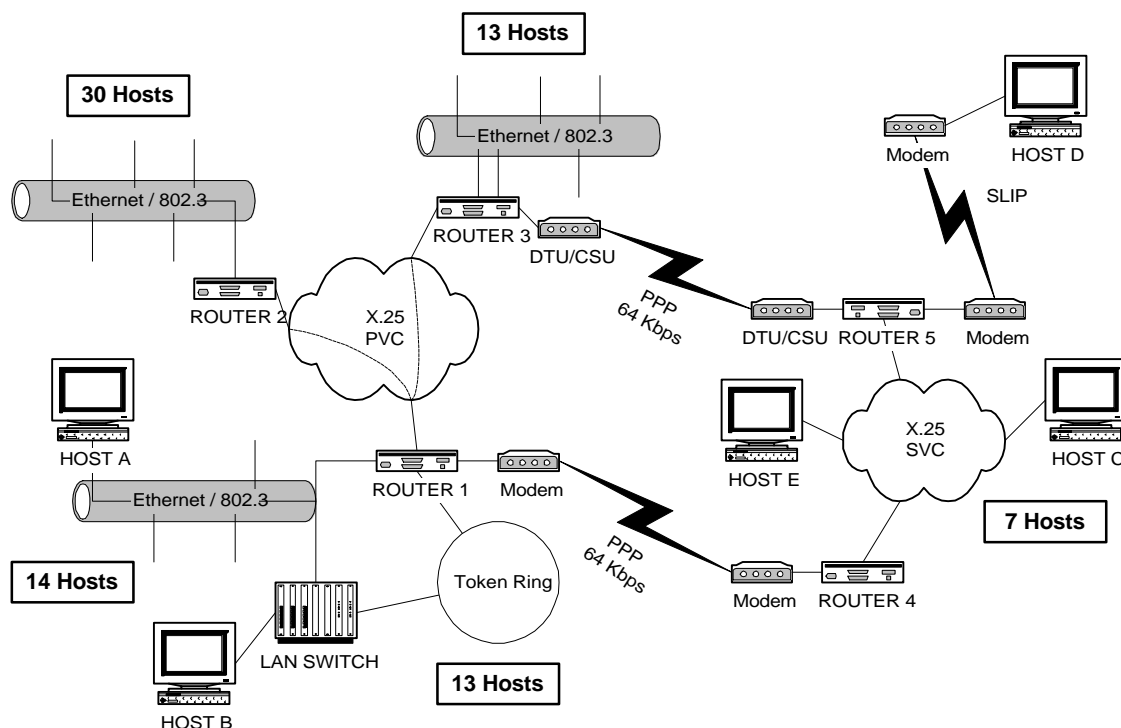 13 Hosts
30 Hosts
Ethernet / 802.3
Modem
HOST D
Ethernet / 802.3
SLIP
ROUTER 3
DTU/CSU
PPP
64 Kbps
ROUTER 2
X.25
PVC
DTU/CSU
ROUTER 5
Modem
HOST A
X.25
SVC
HOST E
HOST C
ROUTER 1
Modem
Ethernet / 802.3
7 Hosts
PPP
64 Kbps
14 Hosts
Token Ring
Modem
ROUTER 4
LAN SWITCH
13 Hosts
HOST B